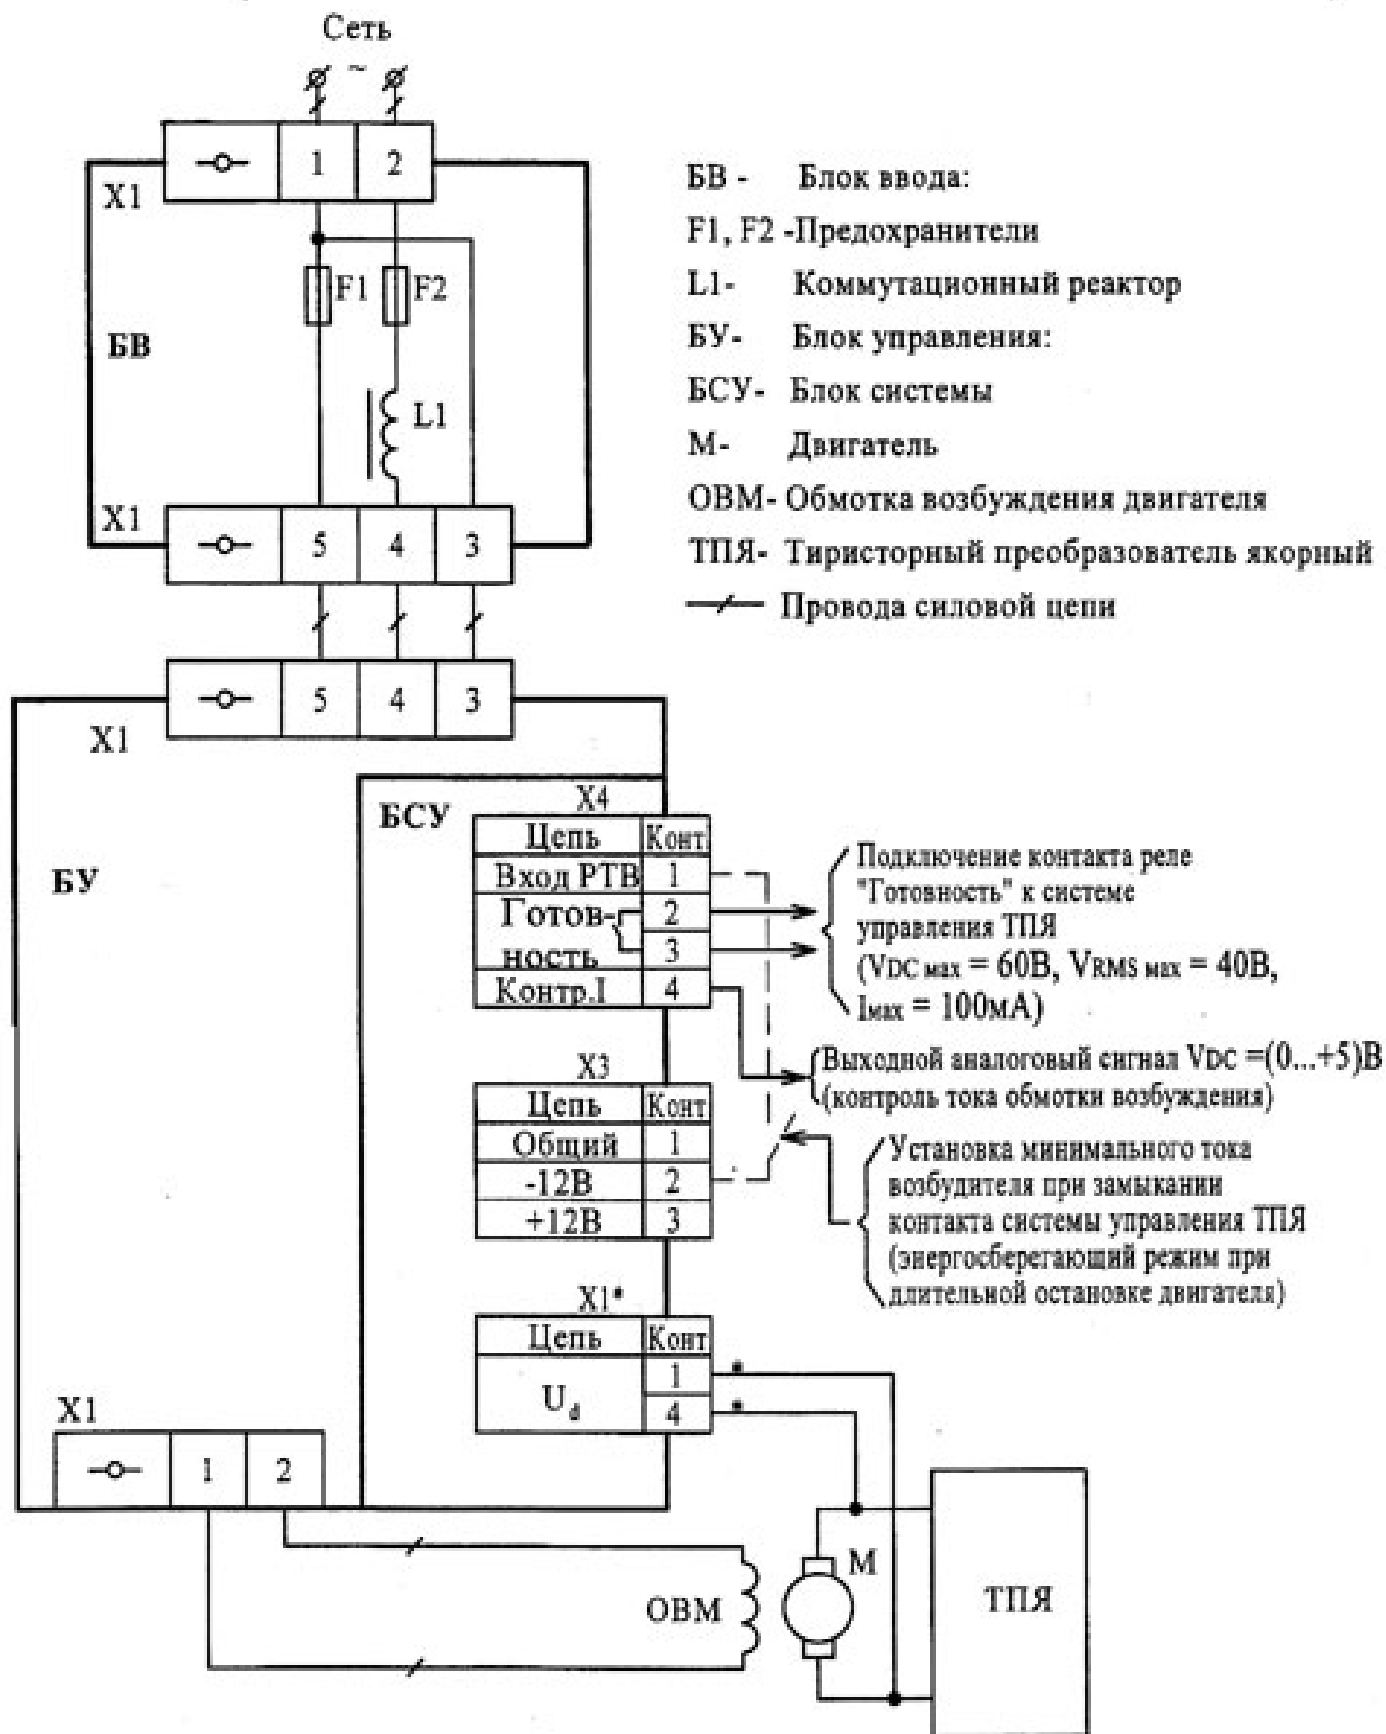 Сеть
~
1 2
X1
F1 F2
БВ
L1
X1
5 4 3
БВ - Блок ввода:
F1, F2 -Предохранители
L1- Коммутационный реактор
БУ- Блок управления:
БСУ- Блок системы
М- Двигатель
ОВМ- Обмотка возбуждения двигателя
ТПЯ- Тиристорный преобразователь якорный
Провода силовой цепи
5 4 3
X1
БУ
БСУ
X4
Цепь Конт
Вход РТВ 1
Готов- 2
ность 3
Контр.I 4
Подключение контакта реле
"Готовность" к системе
управления ТПЯ
(VDC мах = 60В, VRMS мах = 40В,
Iмах = 100мА)
Выходной аналоговый сигнал VDC =(0...+5)В
(контроль тока обмотки возбуждения)
X3
Цепь Конт
Общий 1
-12В 2
+12В 3
Установка минимального тока
возбудителя при замыкании
контакта системы управления ТПЯ
(энергосберегающий режим при
длительной остановке двигателя)
X1*
Цепь Конт
Ud 1
4
*
*
X1
1 2
ОВМ
М
ТПЯ